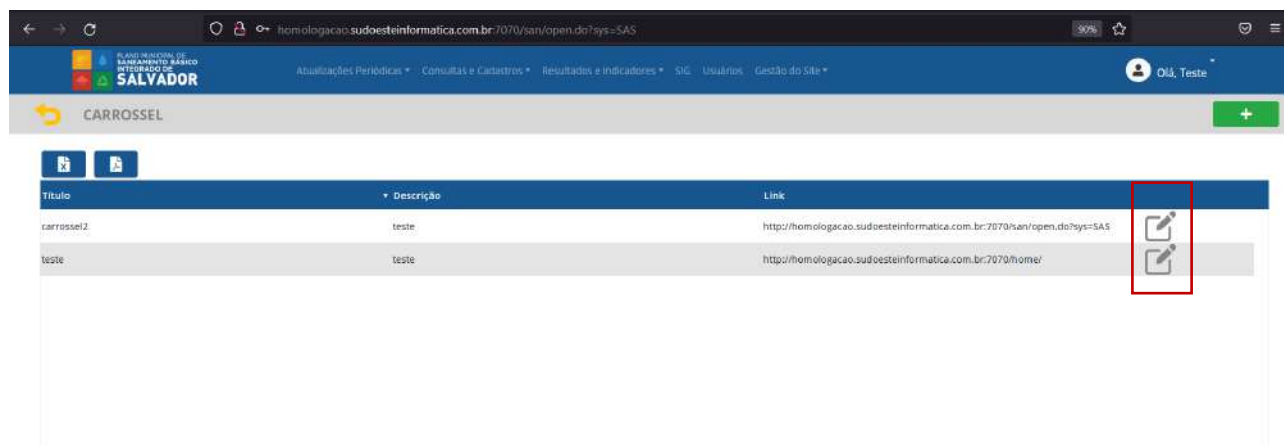 homologacao.sudoesteinformatica.com.br:7070/san/open.do?sys=SAS 90%
PLANO MUNICIPAL DE
SANEAMENTO BÁSICO
INTEGRADO DE
SALVADOR
Atualizações Periódicas Consultas e Cadastros Resultados e Indicadores SIG Usuários Gestão do Site
Olá, Teste
CARROSSEL
+
Título Descrição Link
carrossel2 teste http://homologacao.sudoesteinformatica.com.br:7070/san/open.do?sys=SAS
teste teste http://homologacao.sudoesteinformatica.com.br:7070/home/